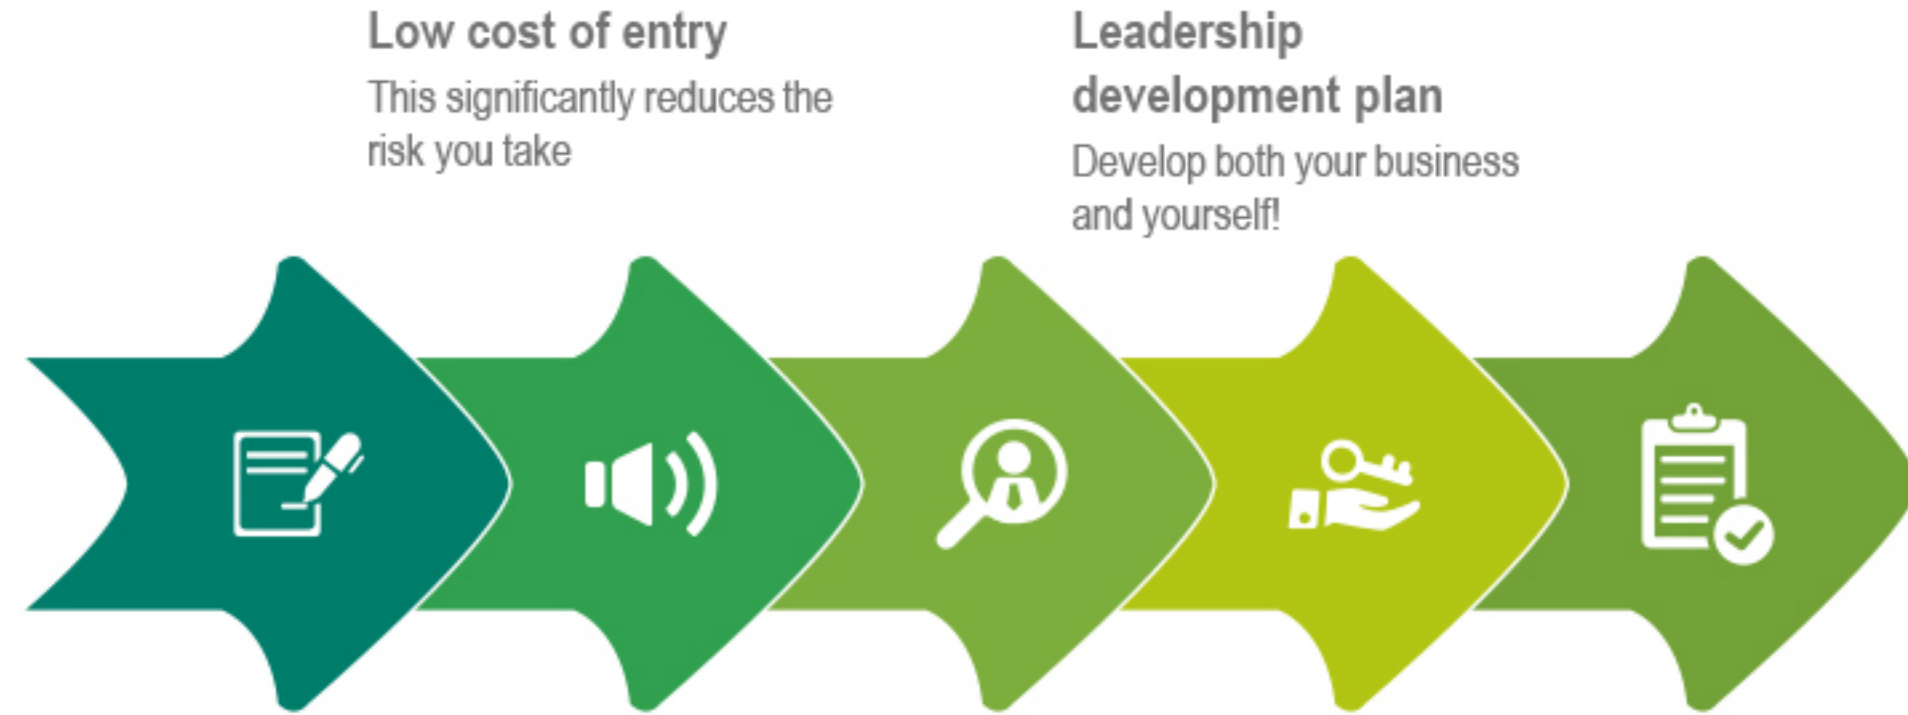 Low cost of entry
This significantly reduces the
risk you take
Leadership
development plan
Develop both your business
and yourself!